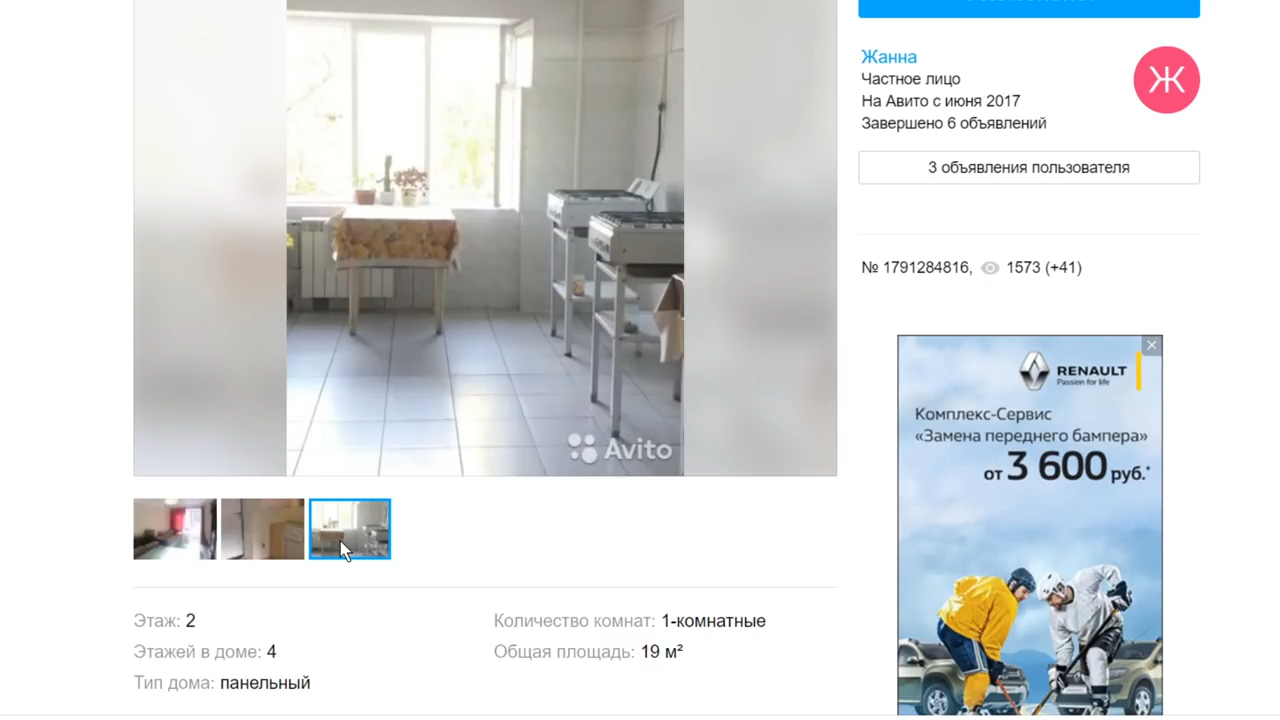 Жанна
Частное лицо
На Авито с июня 2017
Завершено 6 объявлений
Ж
3 объявления пользователя
№ 1791284816, 1573 (+41)
Avito
RENAULT
Passion for life
Комплекс-Сервис
«Замена переднего бампера»
от 3 600 руб.*
Этаж: 2
Этажей в доме: 4
Тип дома: панельный
Количество комнат: 1-комнатные
Общая площадь: 19 м²